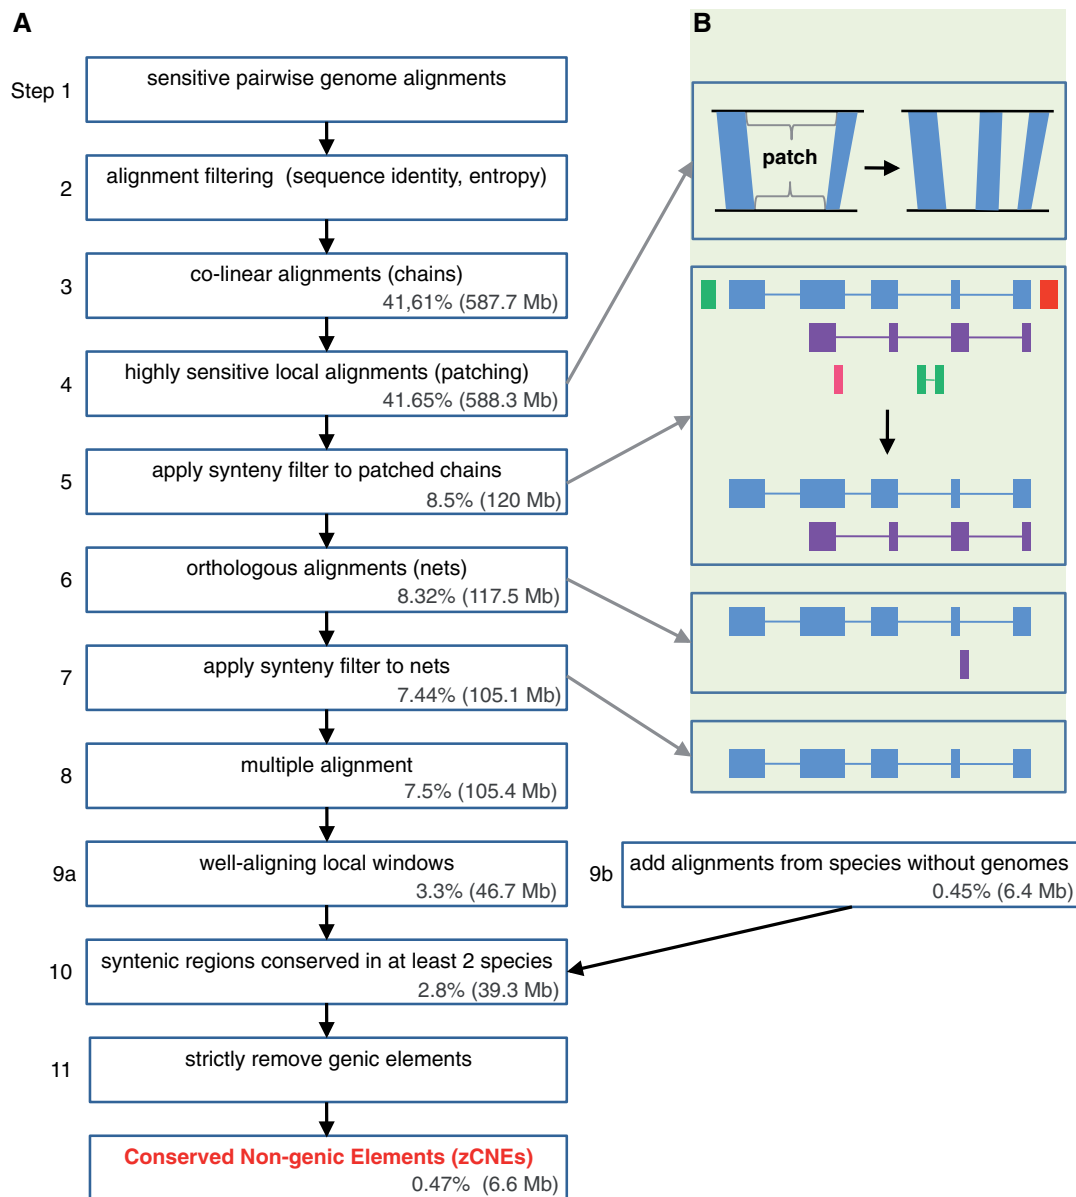 A
B
Step 1
sensitive pairwise genome alignments
2
alignment filtering (sequence identity, entropy)
3
co-linear alignments (chains)
41,61% (587.7 Mb)
4
highly sensitive local alignments (patching)
41.65% (588.3 Mb)
5
apply synteny filter to patched chains
8.5% (120 Mb)
6
orthologous alignments (nets)
8.32% (117.5 Mb)
7
apply synteny filter to nets
7.44% (105.1 Mb)
8
multiple alignment
7.5% (105.4 Mb)
9a
well-aligning local windows
3.3% (46.7 Mb)
9b
add alignments from species without genomes
0.45% (6.4 Mb)
10
syntenic regions conserved in at least 2 species
2.8% (39.3 Mb)
11
strictly remove genic elements
Conserved Non-genic Elements (zCNEs)
0.47% (6.6 Mb)
patch